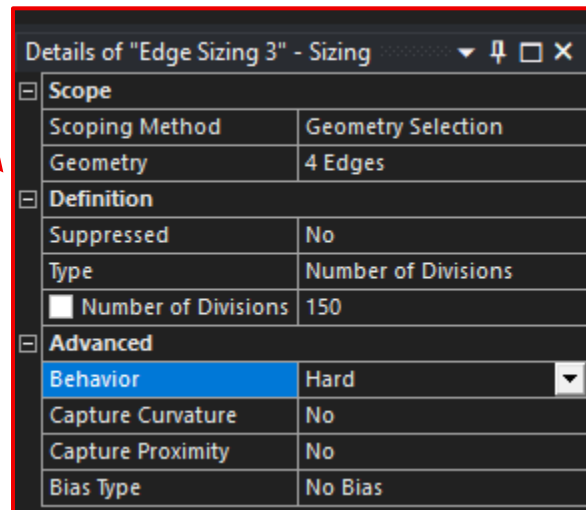 Details of "Edge Sizing 3" - Sizing
Scope
Scoping Method Geometry Selection
Geometry 4 Edges
Definition
Suppressed No
Type Number of Divisions
Number of Divisions 150
Advanced
Behavior Hard
Capture Curvature No
Capture Proximity No
Bias Type No Bias